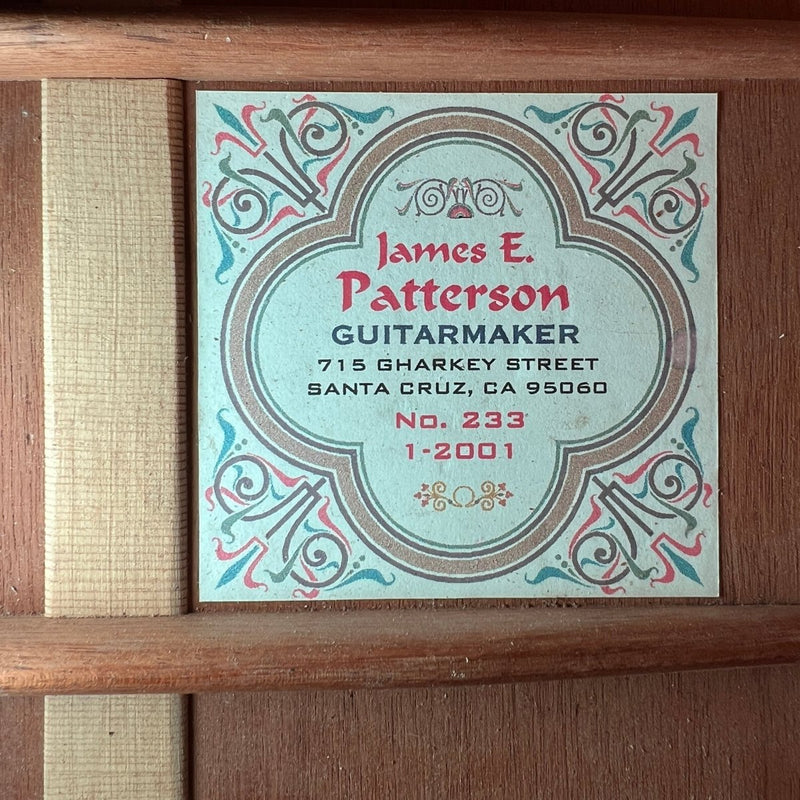 James E.
Patterson
GUITARMAKER
715 GHARKEY STREET
SANTA CRUZ, CA 95060
No. 233
1-2001